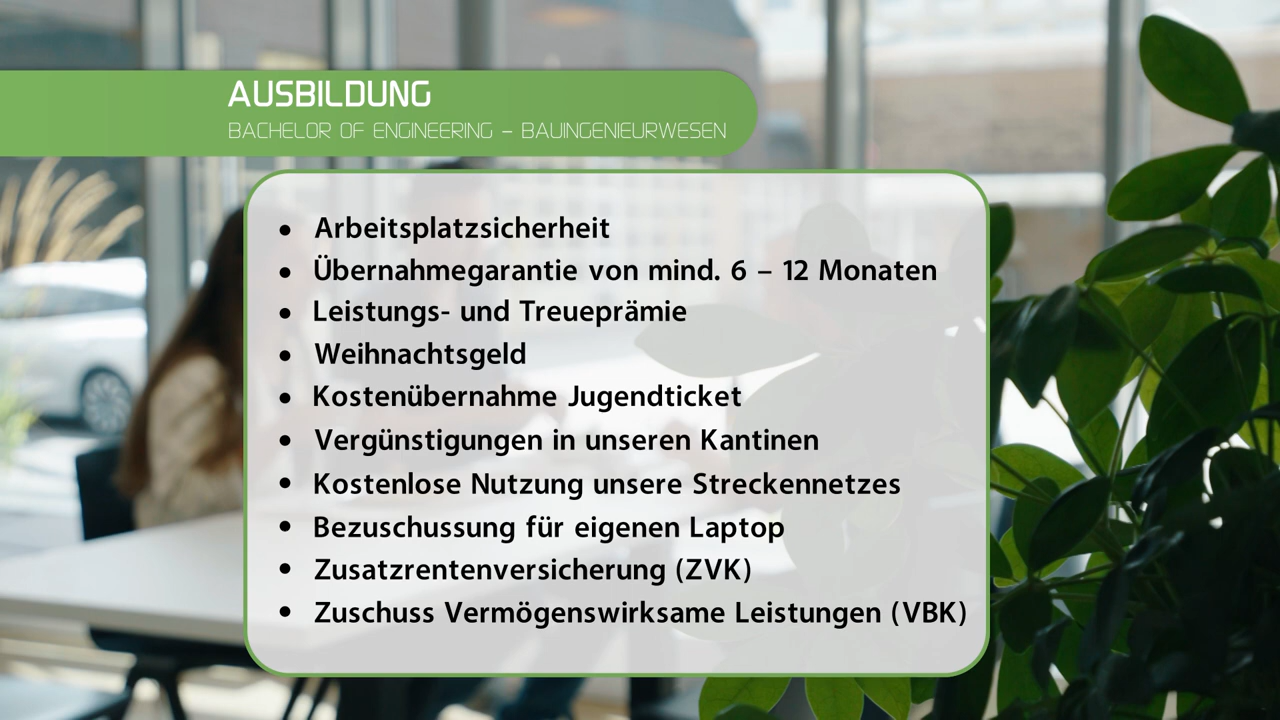 AUSBILDUNG
BACHELOR OF ENGINEERING – BAUINGENIEURWESEN
• Arbeitsplatzsicherheit
• Übernahmegarantie von mind. 6 – 12 Monaten
• Leistungs- und Treueprämie
• Weihnachtsgeld
• Kostenübernahme Jugendticket
• Vergünstigungen in unseren Kantinen
• Kostenlose Nutzung unsere Streckennetzes
• Bezuschussung für eigenen Laptop
• Zusatzrentenversicherung (ZVK)
• Zuschuss Vermögenswirksame Leistungen (VBK)